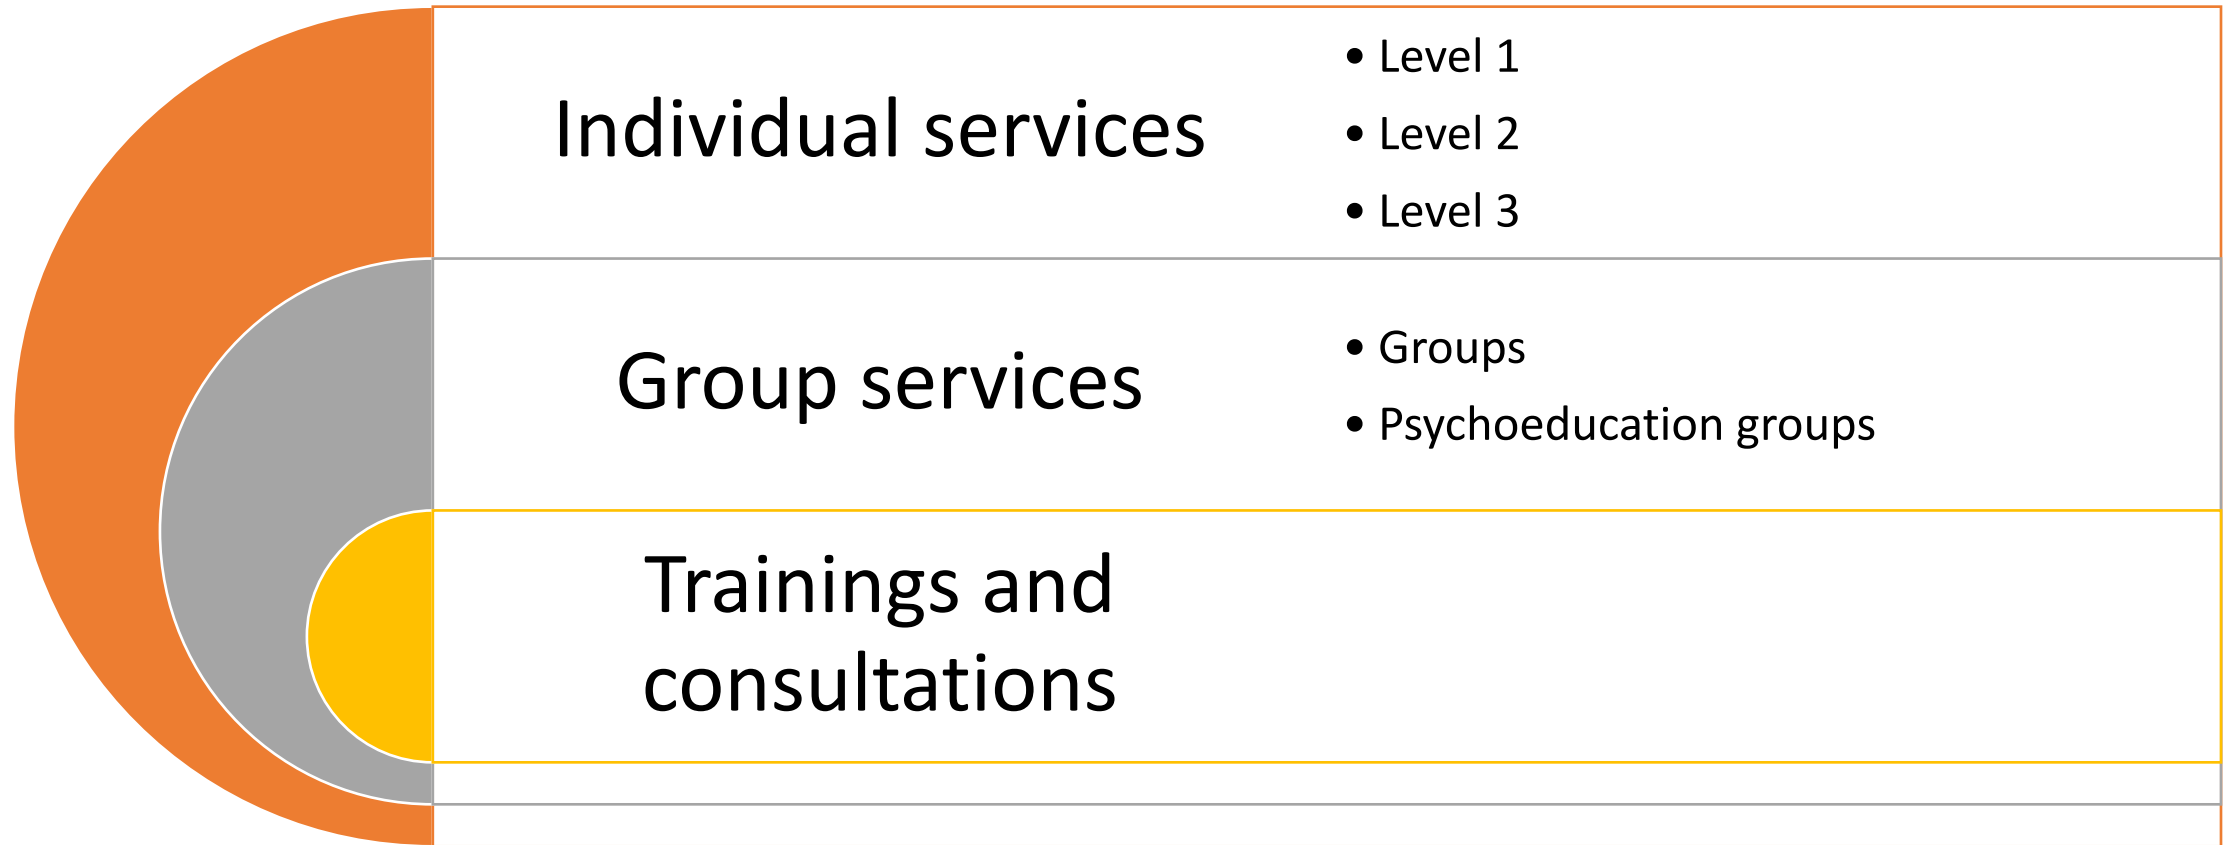 Individual services
• Level 1
• Level 2
• Level 3
Group services
• Groups
• Psychoeducation groups
Trainings and
consultations